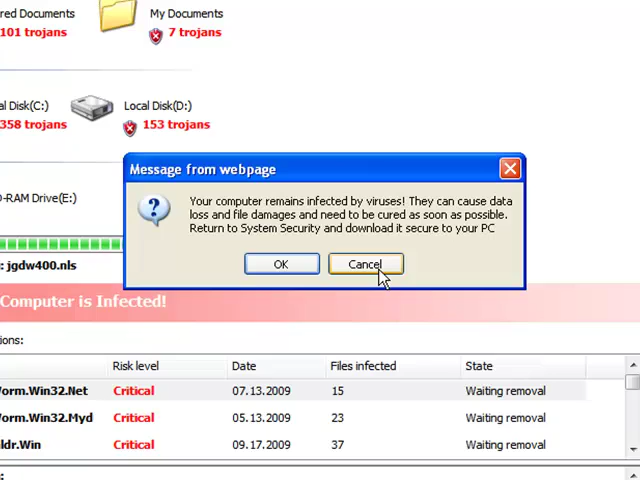 red Documents
My Documents
101 trojans
7 trojans
al Disk(C:)
Local Disk(D:)
358 trojans
153 trojans
Message from webpage
Your computer remains infected by viruses! They can cause data
loss and file damages and need to be cured as soon as possible.
Return to System Security and download it secure to your PC
D-RAM Drive(E:)
OK
Cancel
: jgdw400.nls
Computer is Infected!
ions:
Risk level
Date
Files infected
State
orm.Win32.Net
Critical
07.13.2009
15
Waiting removal
orm.Win32.Myd
Critical
05.13.2009
23
Waiting removal
ldr.Win
Critical
09.17.2009
37
Waiting removal